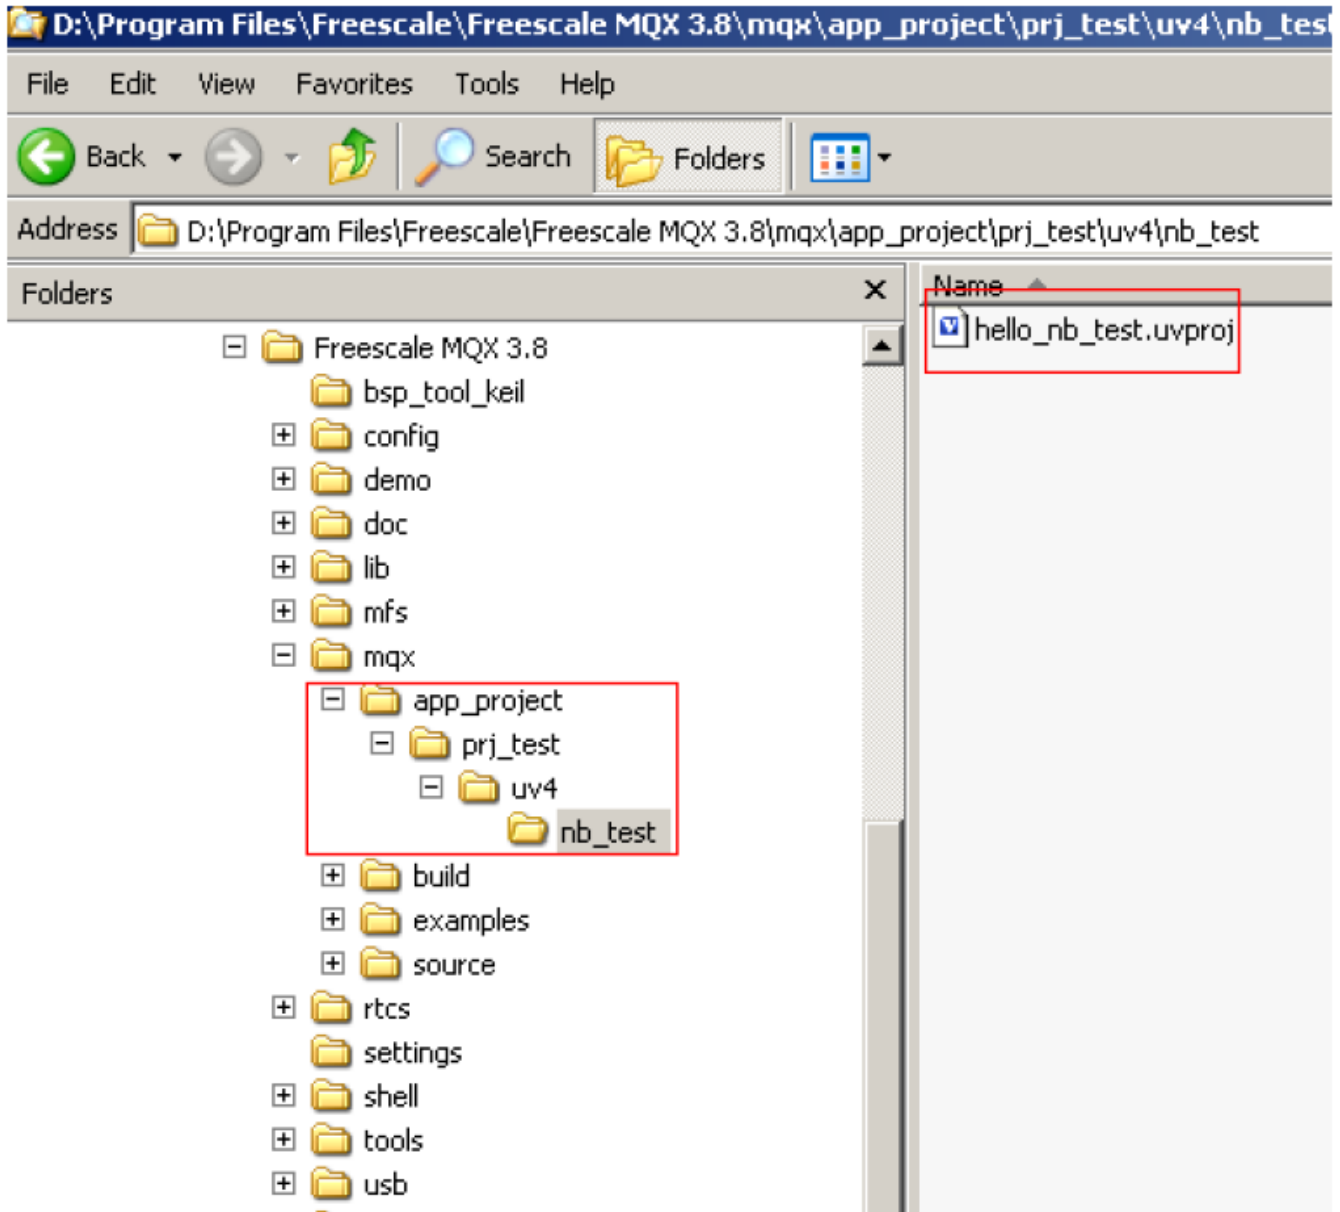 D:\Program Files\Freescale\Freescale MQX 3.8\mqx\app_project\prj_test\uv4\nb_tes
File Edit View Favorites Tools Help
Back Search Folders
Address D:\Program Files\Freescale\Freescale MQX 3.8\mqx\app_project\prj_test\uv4\nb_test
Folders
Name
hello_nb_test.uvproj
Freescale MQX 3.8
bsp_tool_keil
config
demo
doc
lib
mfs
mqx
app_project
prj_test
uv4
nb_test
build
examples
source
rtcs
settings
shell
tools
usb